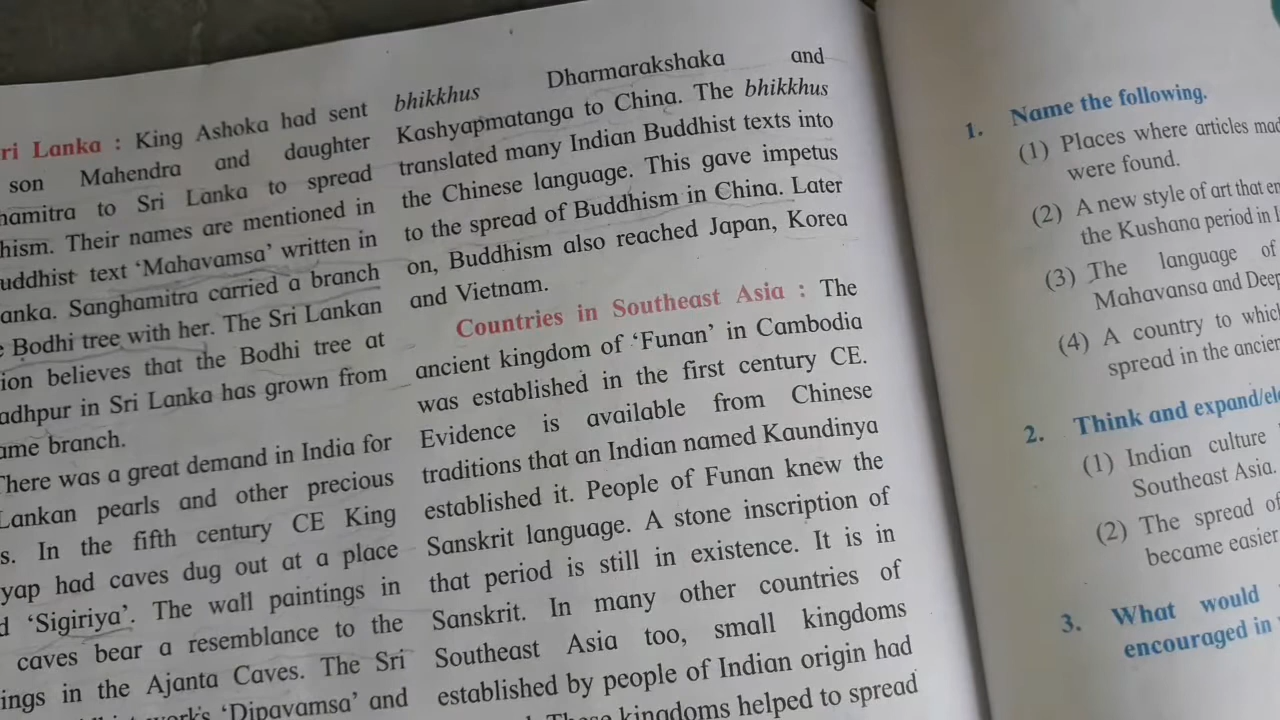 ri Lanka : King Ashoka had sent
son Mahendra and daughter
hamitra to Sri Lanka to spread
hism. Their names are mentioned in
uddhist text ‘Mahavamsa’ written in
anka. Sanghamitra carried a branch
e Bodhi tree with her. The Sri Lankan
ion believes that the Bodhi tree at
adhpur in Sri Lanka has grown from
ame branch.
There was a great demand in India for
Lankan pearls and other precious
s. In the fifth century CE King
yap had caves dug out at a place
d ‘Sigiriya’. The wall paintings in
caves bear a resemblance to the
ings in the Ajanta Caves. The Sri
works ‘Dipavamsa’ and
bhikkhus Dharmarakshaka and
Kashyapmatanga to China. The bhikkhus
translated many Indian Buddhist texts into
the Chinese language. This gave impetus
to the spread of Buddhism in China. Later
on, Buddhism also reached Japan, Korea
and Vietnam.
Countries in Southeast Asia : The
ancient kingdom of ‘Funan’ in Cambodia
was established in the first century CE.
Evidence is available from Chinese
traditions that an Indian named Kaundinya
established it. People of Funan knew the
Sanskrit language. A stone inscription of
that period is still in existence. It is in
Sanskrit. In many other countries of
Southeast Asia too, small kingdoms
established by people of Indian origin had
These kingdoms helped to spread
1. Name the following.
(1) Places where articles mad
were found.
(2) A new style of art that en
the Kushana period in I
(3) The language of
Mahavansa and Deep
(4) A country to which
spread in the ancien
2. Think and expand/ela
(1) Indian culture
Southeast Asia.
(2) The spread of
became easier
3. What would
encouraged in